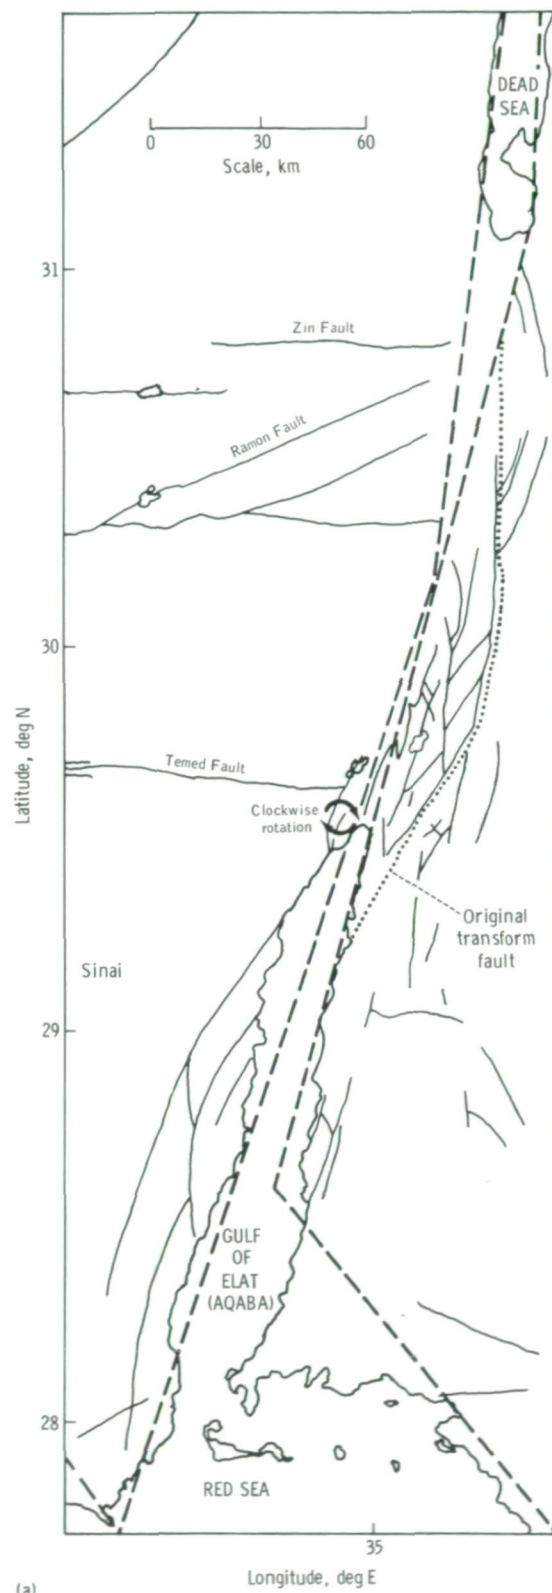 DEAD
SEA
0 30 60
Scale, km
31
Zin Fault
Ramon Fault
30
Latitude, deg N
Temed Fault
Clockwise
rotation
Original
transform
fault
Sinai
29
GULF
OF
ELAT
(AQABA)
28
RED SEA
35
Longitude, deg E
(a)